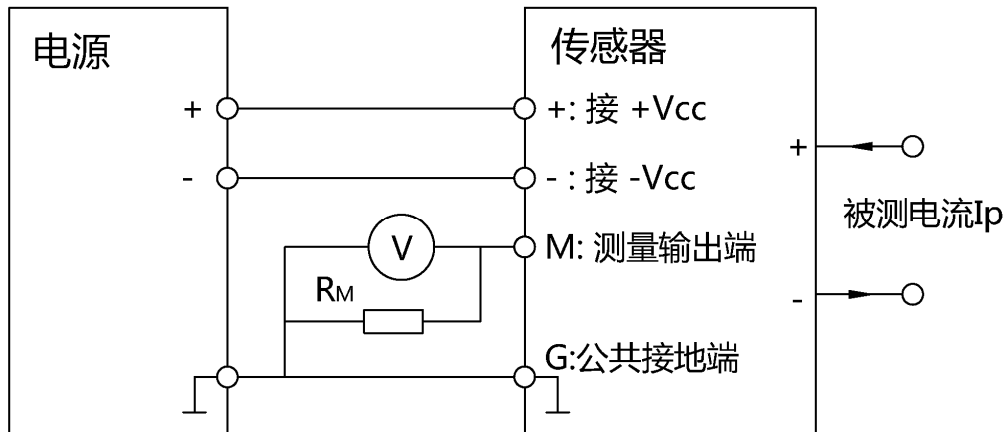 电源
传感器
+
+: 接 +Vcc
+
-
- : 接 -Vcc
被测电流Ip
V
M: 测量输出端
RM
-
G:公共接地端